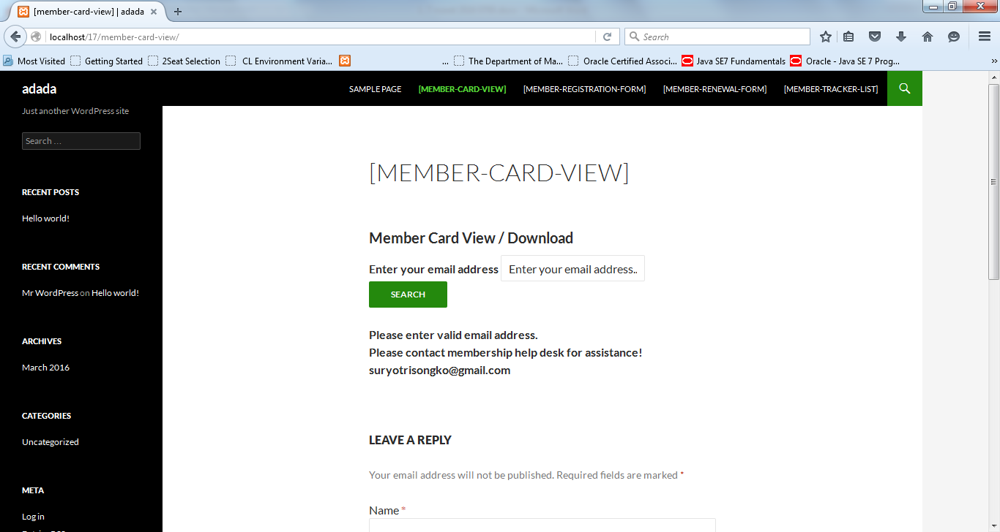 [member-card-view] | adada
localhost/17/member-card-view/
Search
Most Visited Getting Started 2Seat Selection CL Environment Varia... ... The Department of Ma... Oracle Certified Associ... Java SE7 Fundamentals Oracle - Java SE 7 Prog...
adada
SAMPLE PAGE [MEMBER-CARD-VIEW] [MEMBER-REGISTRATION-FORM] [MEMBER-RENEWAL-FORM] [MEMBER-TRACKER-LIST]
Just another WordPress site
Search ...
RECENT POSTS
Hello world!
RECENT COMMENTS
Mr WordPress on Hello world!
ARCHIVES
March 2016
CATEGORIES
Uncategorized
META
Log in
[MEMBER-CARD-VIEW]
Member Card View / Download
Enter your email address Enter your email address..
SEARCH
Please enter valid email address.
Please contact membership help desk for assistance!
suryotrisongko@gmail.com
LEAVE A REPLY
Your email address will not be published. Required fields are marked *
Name *